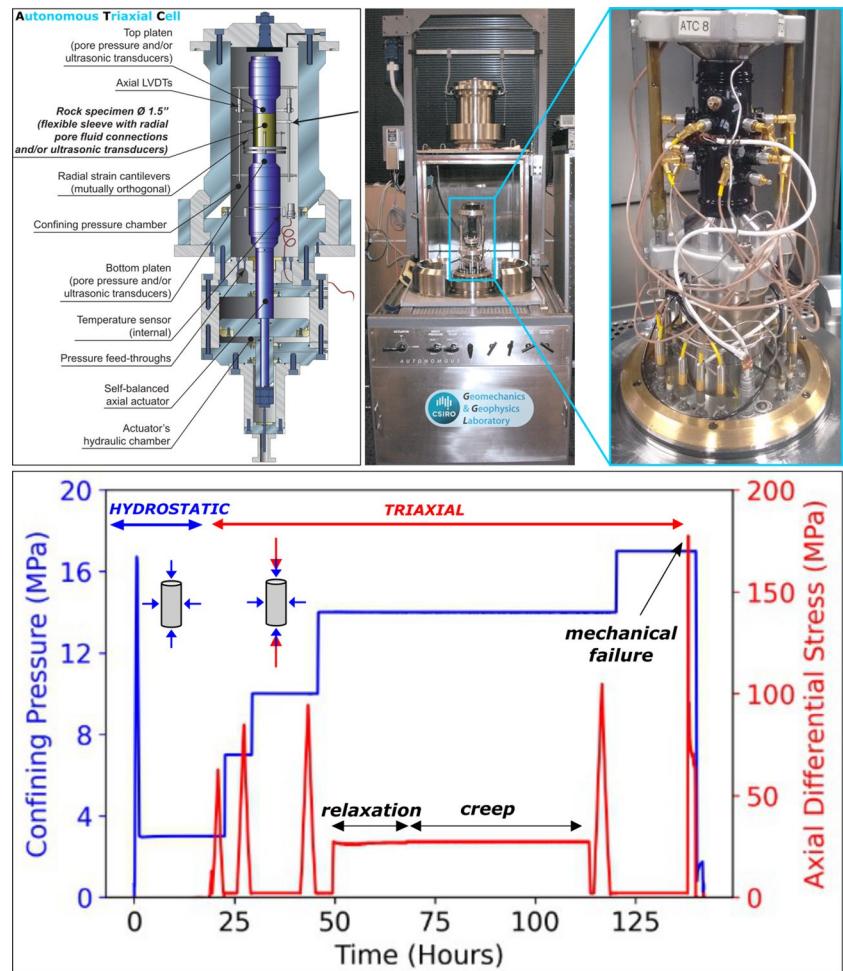 Autonomous Triaxial Cell
Top platen
(pore pressure and/or
ultrasonic transducers)
Axial LVDTs
Rock specimen Ø 1.5"
(flexible sleeve with radial
pore fluid connections
and/or ultrasonic transducers)
Radial strain cantilevers
(mutually orthogonal)
Confining pressure chamber
Bottom platen
(pore pressure and/or
ultrasonic transducers)
Temperature sensor
(internal)
Pressure feed-throughs
Self-balanced
axial actuator
Actuator's
hydraulic chamber
AUTONOMOUS
CSIRO
Geomechanics
& Geophysics
Laboratory
ATC 8
HYDROSTATIC
TRIAXIAL
mechanical
failure
relaxation
creep
Confining Pressure (MPa)
20
16
12
8
4
0
Axial Differential Stress (MPa)
200
150
100
50
0
0 25 50 75 100 125
Time (Hours)